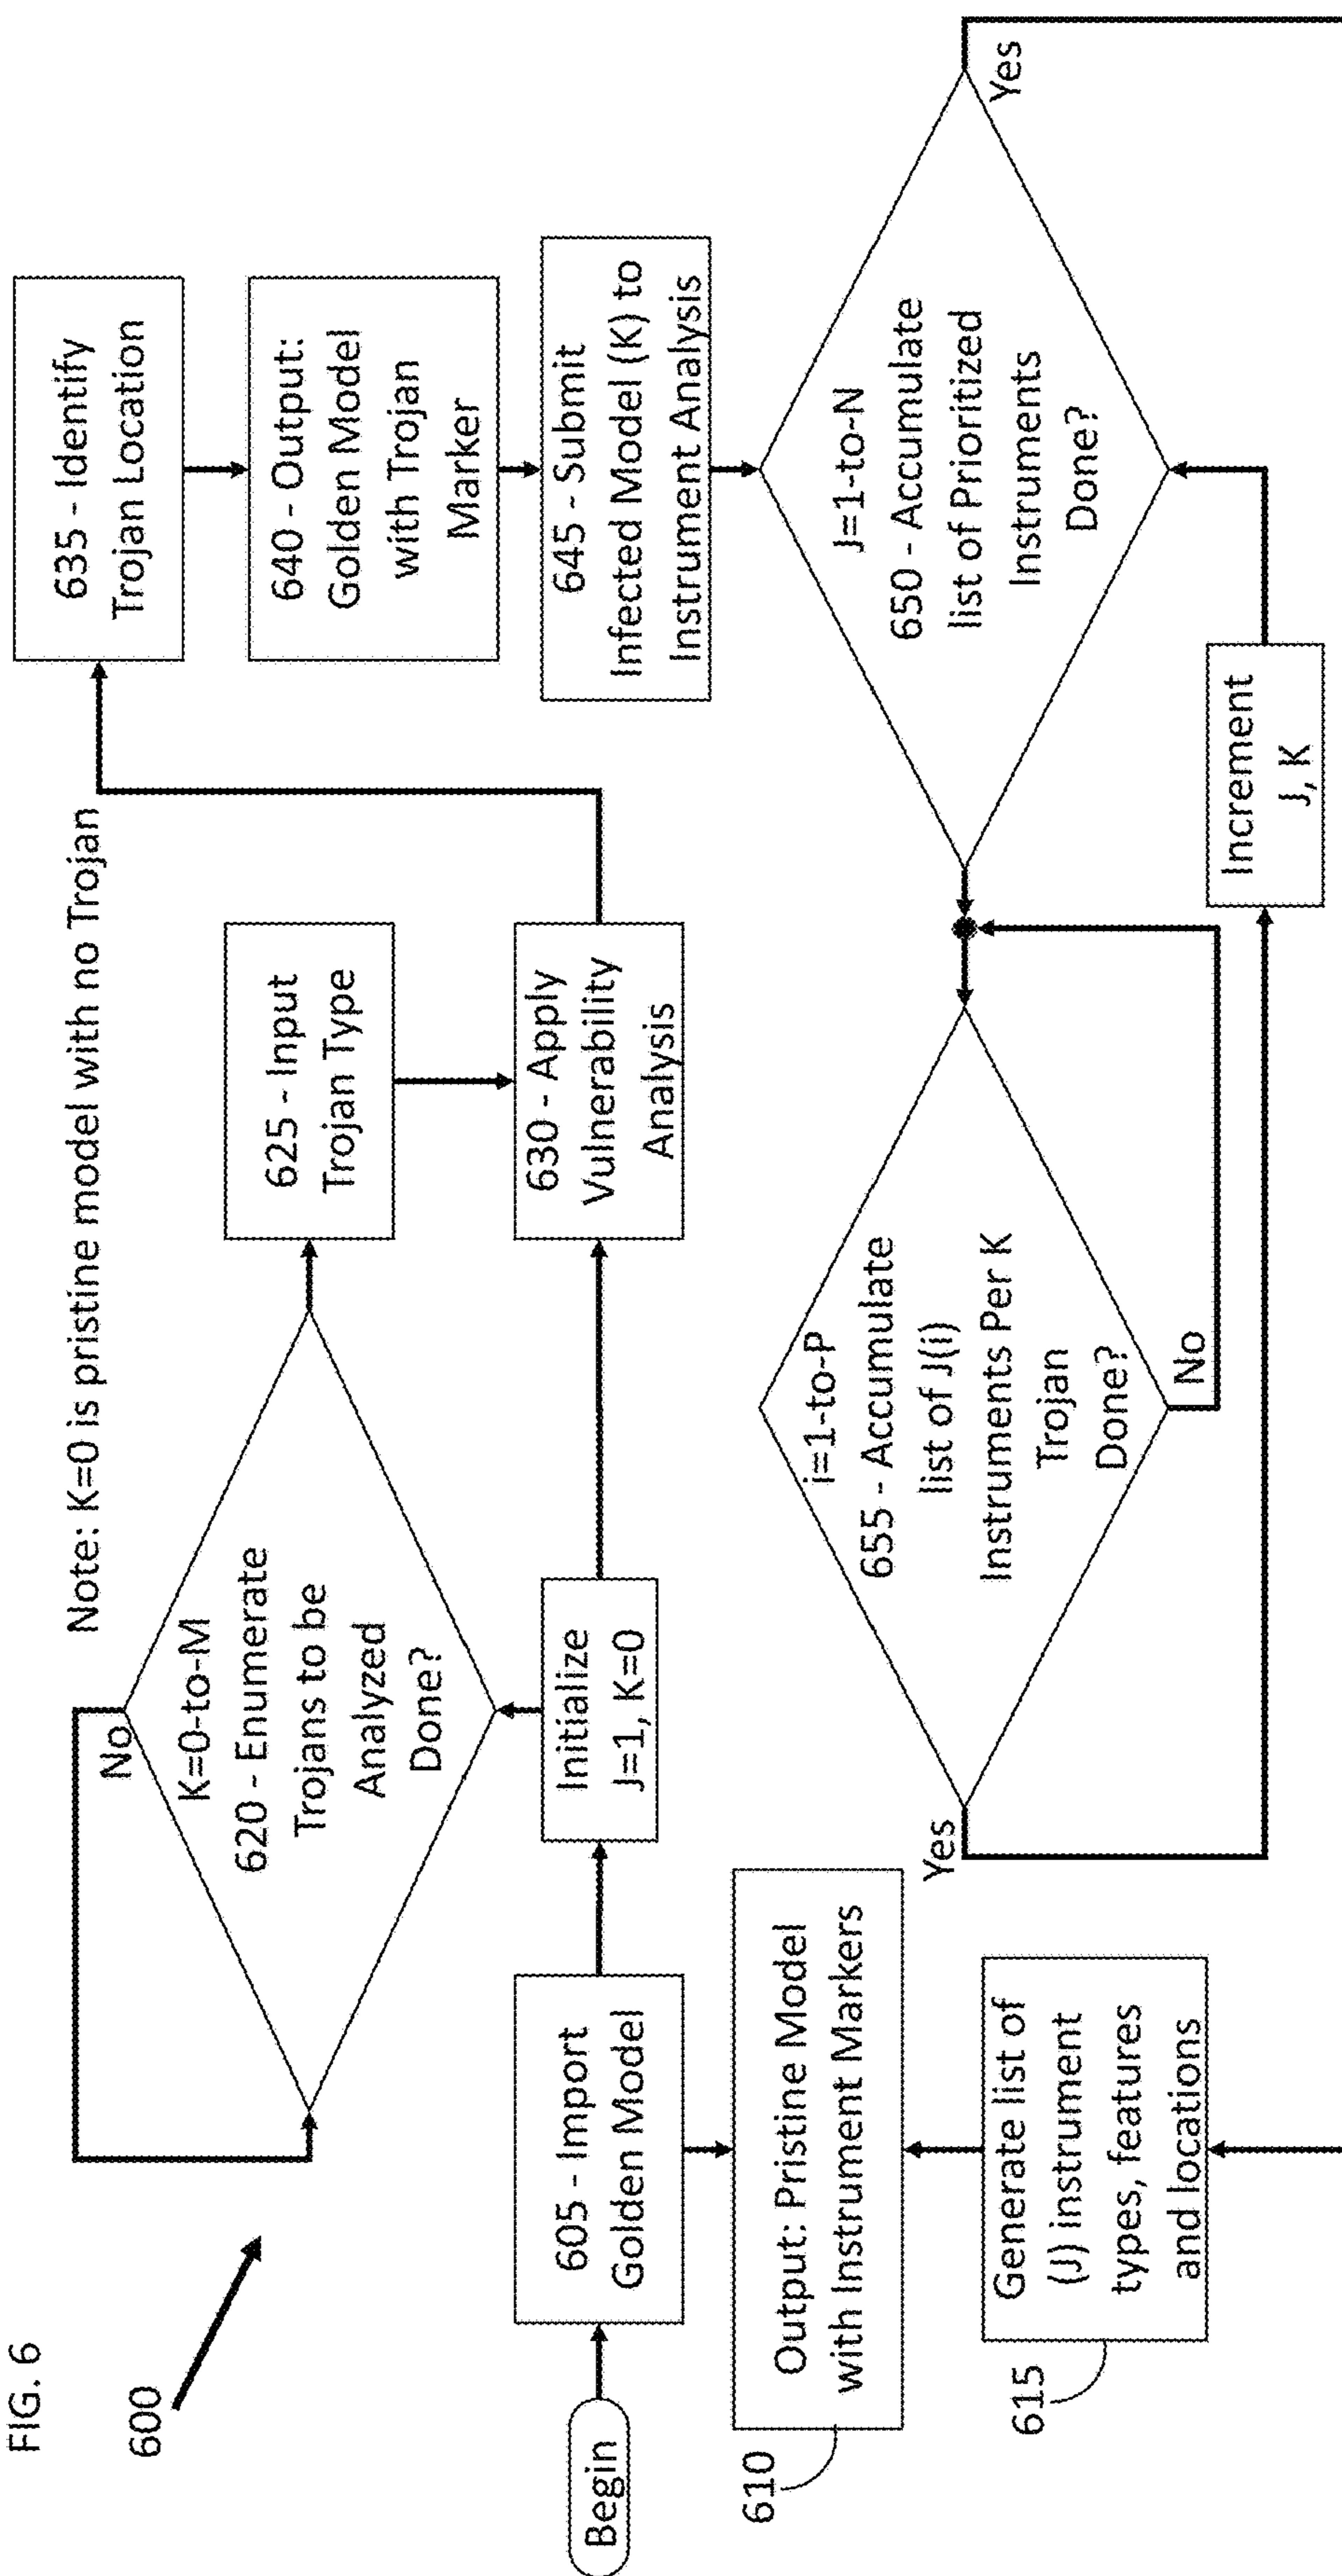 FIG. 6
600
Note: K=0 is pristine model with no Trojan
No
K=0-to-M
620 - Enumerate
Trojans to be
Analyzed
Done?
625 - Input
Trojan Type
635 - Identify
Trojan Location
Begin
605 - Import
Golden Model
Initialize
J=1, K=0
630 - Apply
Vulnerability
Analysis
640 - Output:
Golden Model
with Trojan
Marker
645 - Submit
Infected Model (K) to
Instrument Analysis
610
Output: Pristine Model
with Instrument Markers
615
Generate list of
(J) instrument
types, features
and locations
Yes
i=1-to-P
655 - Accumulate
list of J(i)
Instruments Per K
Trojan
Done?
No
J=1-to-N
650 - Accumulate
list of Prioritized
Instruments
Done?
Yes
Increment
J, K